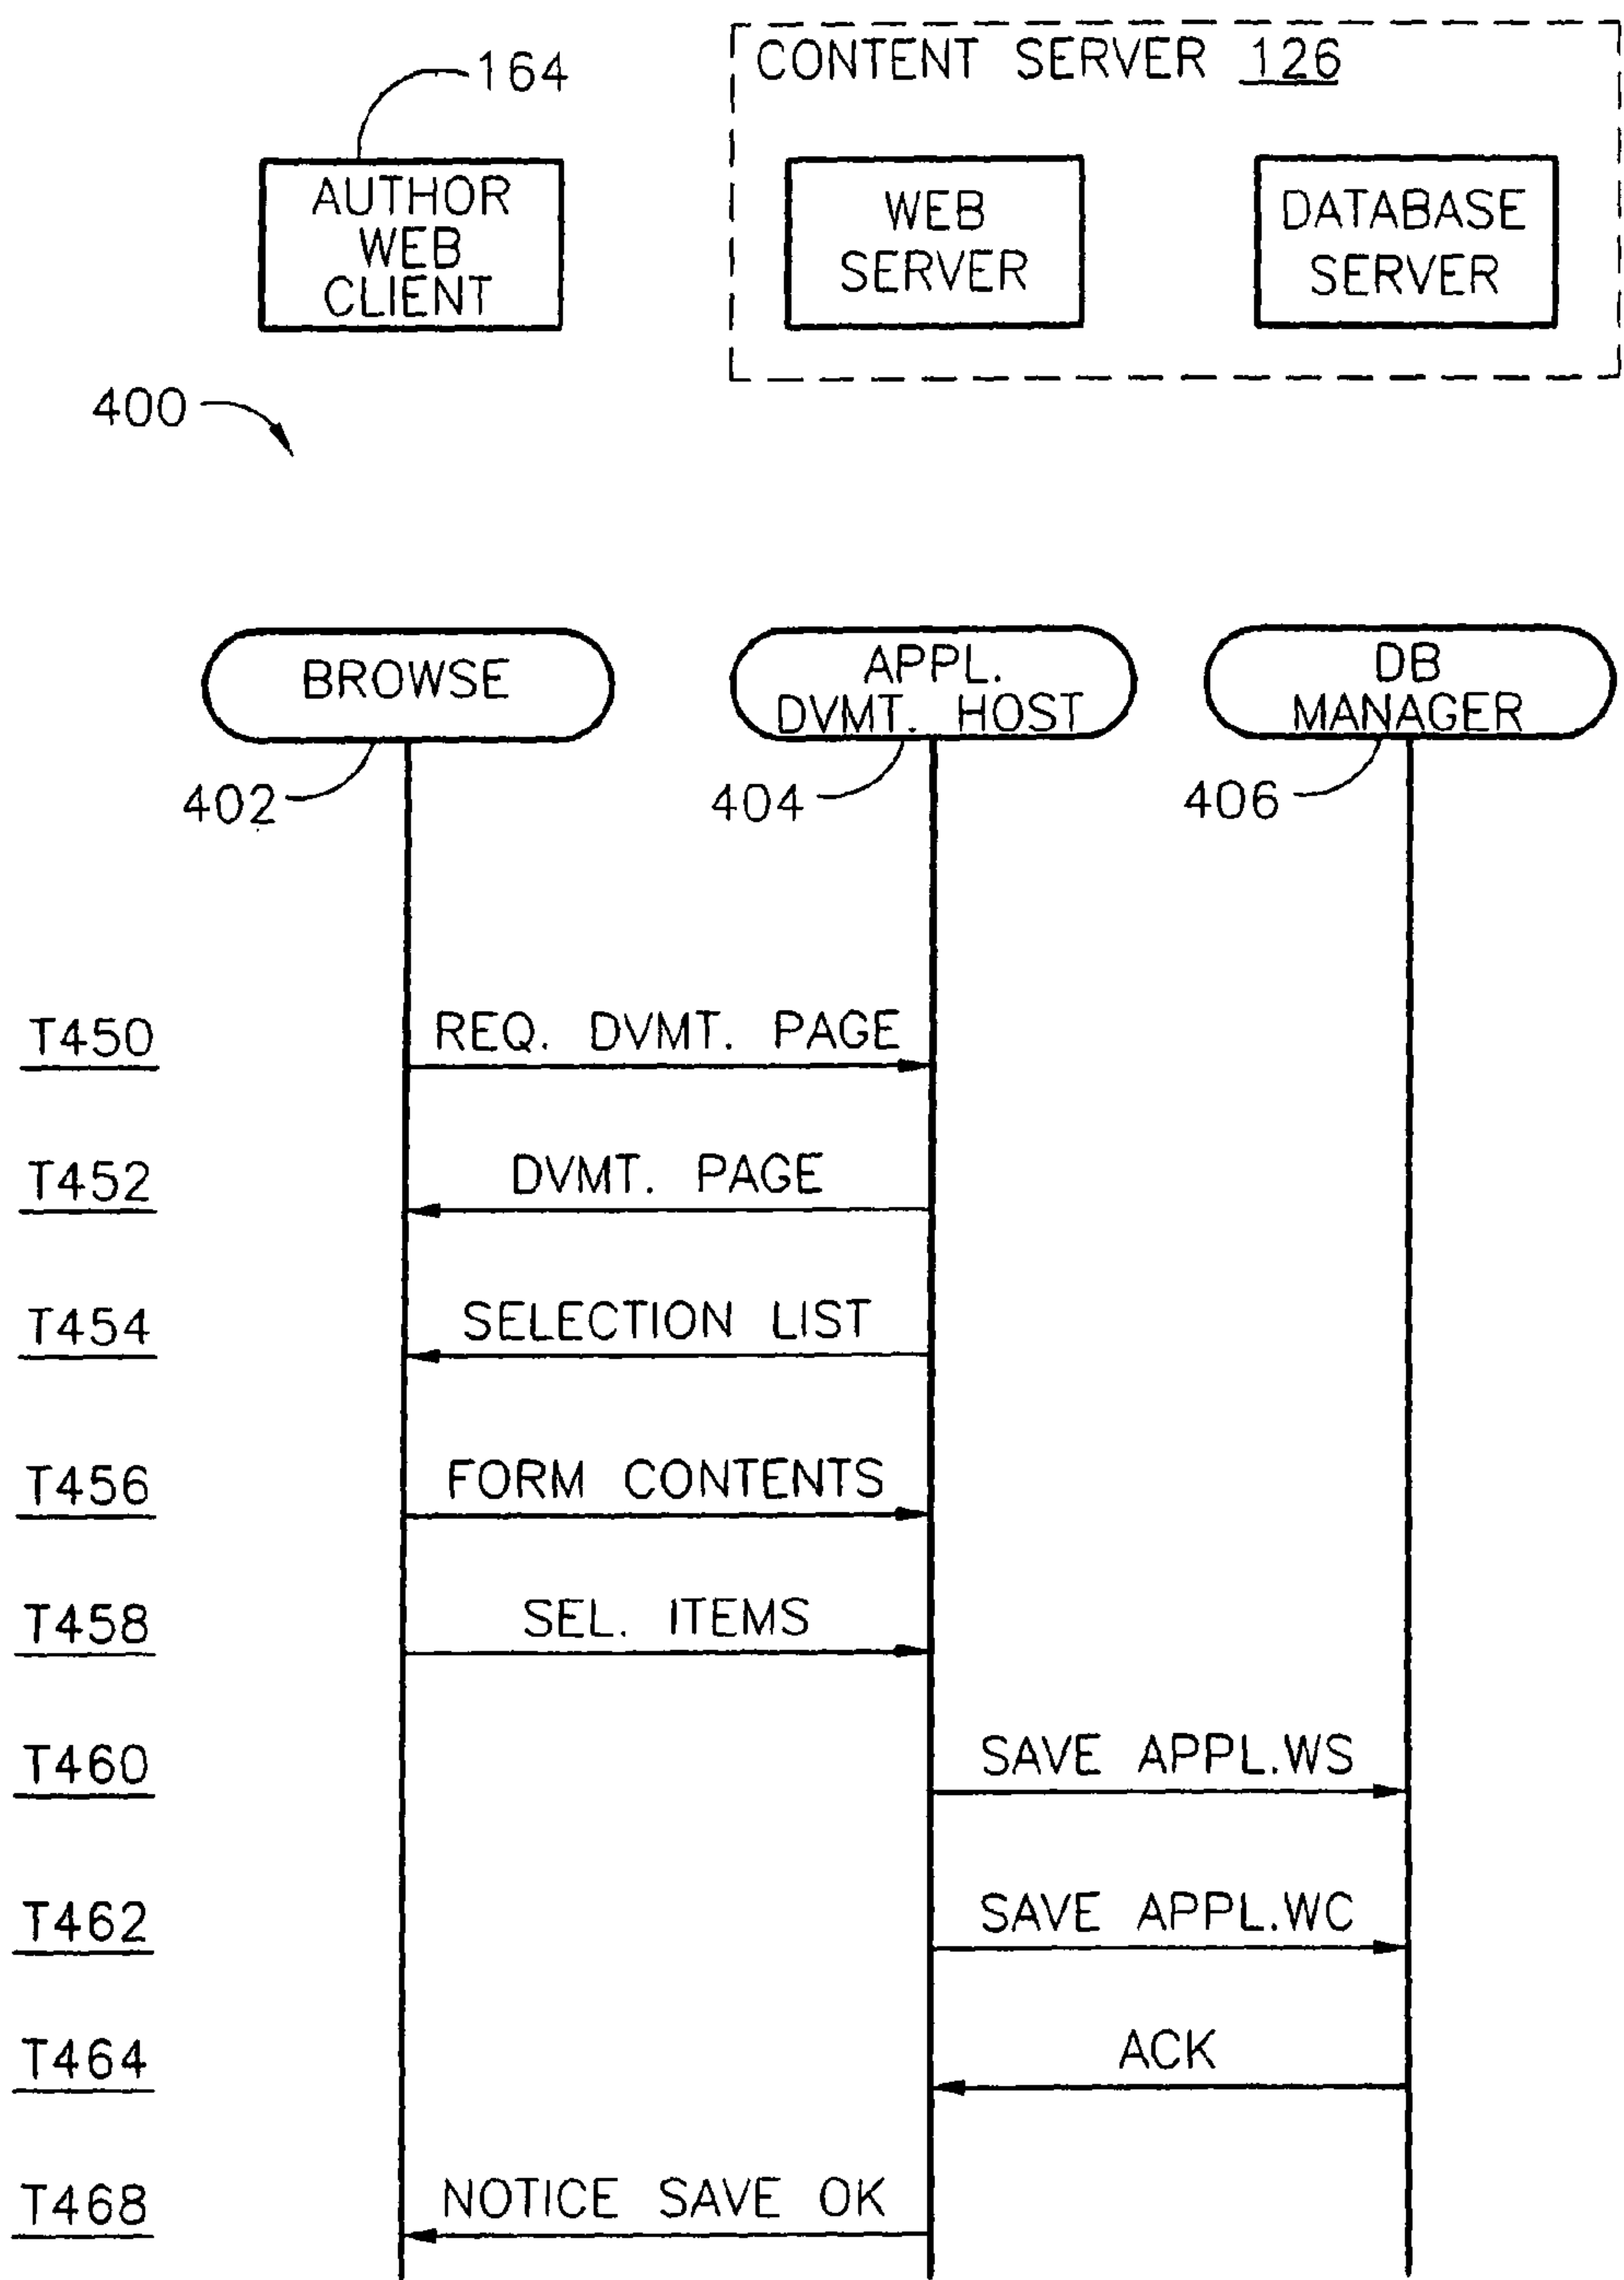 164
CONTENT SERVER 126
AUTHOR
WEB
CLIENT
WEB
SERVER
DATABASE
SERVER
400
BROWSE
APPL.
DVMT. HOST
DB
MANAGER
402
404
406
T450 REQ. DVMT. PAGE
T452 DVMT. PAGE
T454 SELECTION LIST
T456 FORM CONTENTS
T458 SEL. ITEMS
T460 SAVE APPL.WS
T462 SAVE APPL.WC
T464 ACK
T468 NOTICE SAVE OK